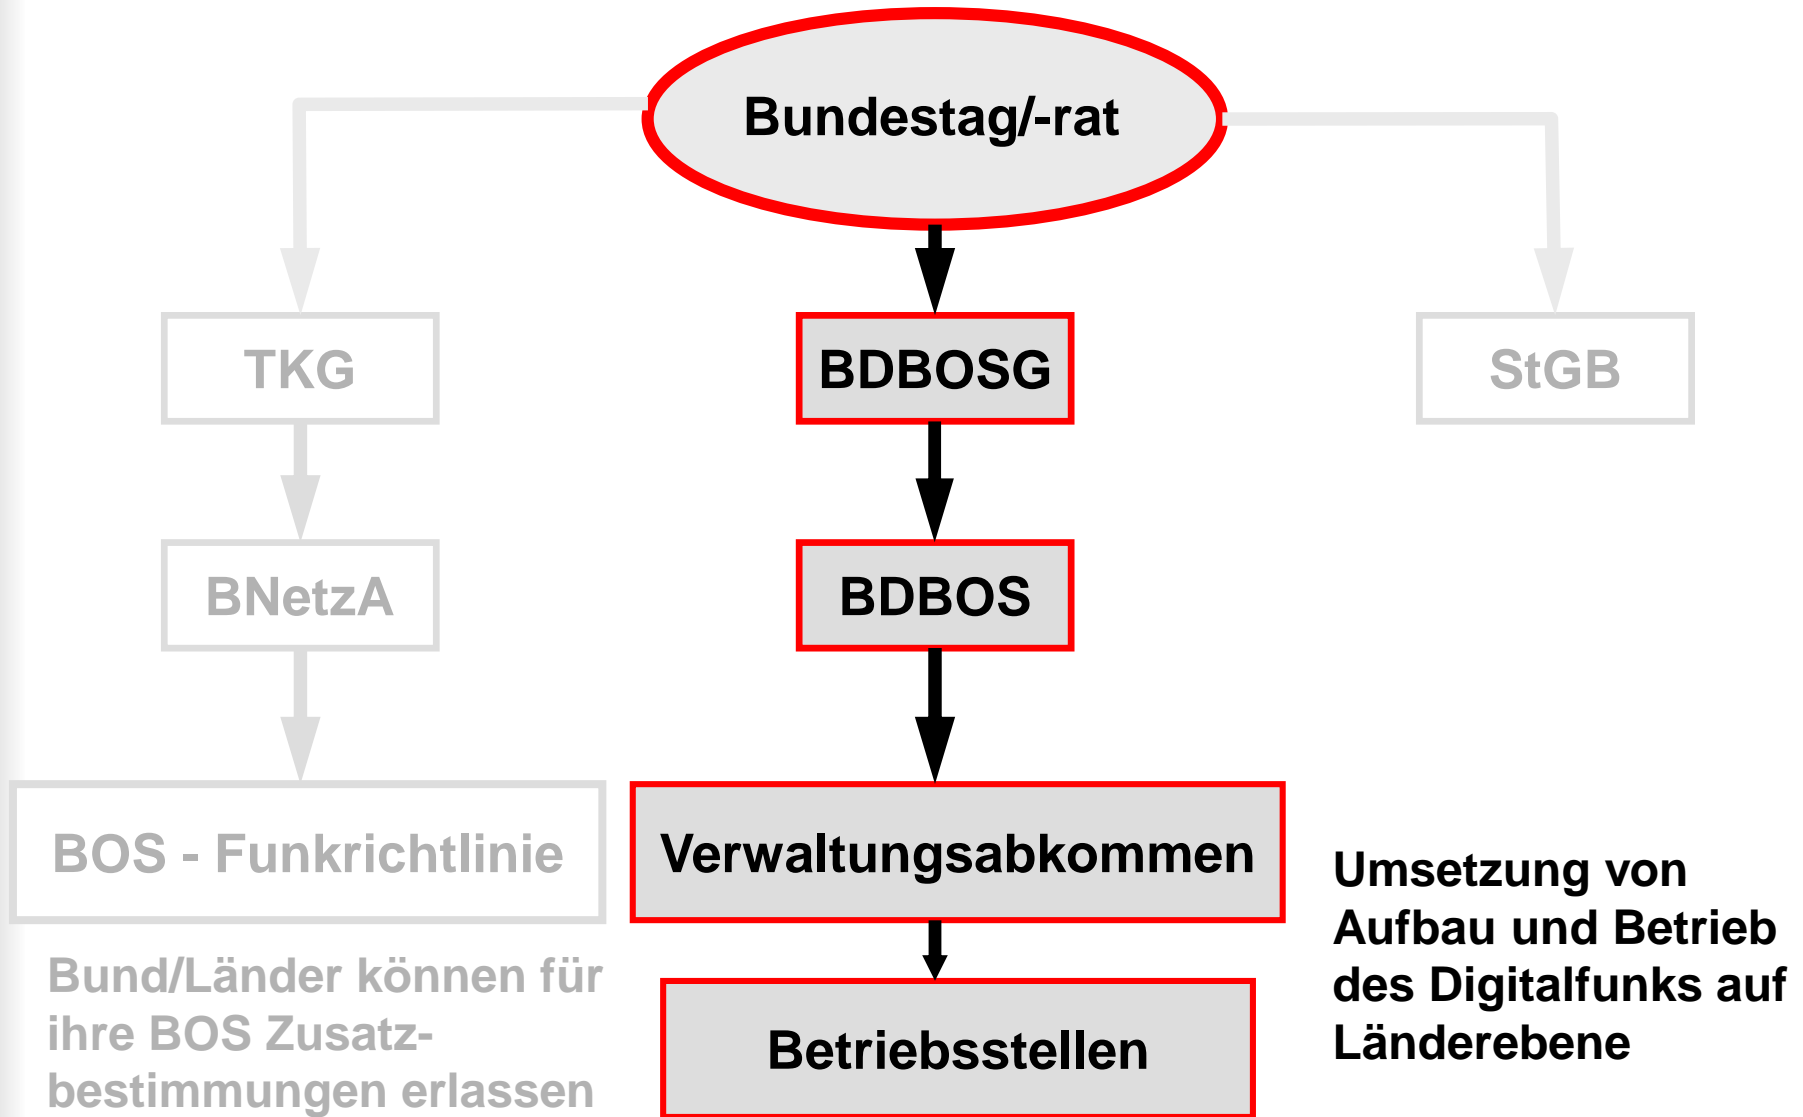 Bundestag/-rat
TKG
BDBOSG
StGB
BNetzA
BDBOS
BOS - Funkrichtlinie
Verwaltungsabkommen
Bund/Länder können für
ihre BOS Zusatz-
bestimmungen erlassen
Betriebsstellen
Umsetzung von
Aufbau und Betrieb
des Digitalfunks auf
Länderebene